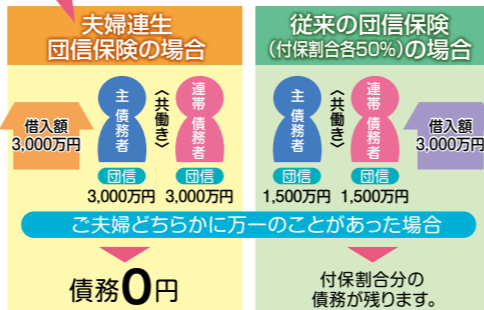 夫婦連生
団信保険の場合
借入額
3,000万円
主債務者
〈共働き〉
連帯債務者
団信
3,000万円
団信
3,000万円
従来の団信保険
(付保割合各50%)の場合
主債務者
〈共働き〉
連帯債務者
借入額
3,000万円
団信
1,500万円
団信
1,500万円
ご夫婦どちらかに万一のことがあった場合
債務0円
付保割合分の
債務が残ります。